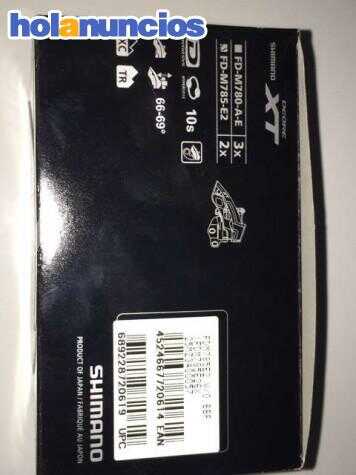 holanuncios
SHIMANO
DEORE
XT
FD-M780-A-E 3x
FD-M785-E2 2x
10s
66-69°
TR
4524667720614 EAN
689228720619 UPC
SHIMANO
PRODUCT OF JAPAN / FABRIQUÉ AU JAPON